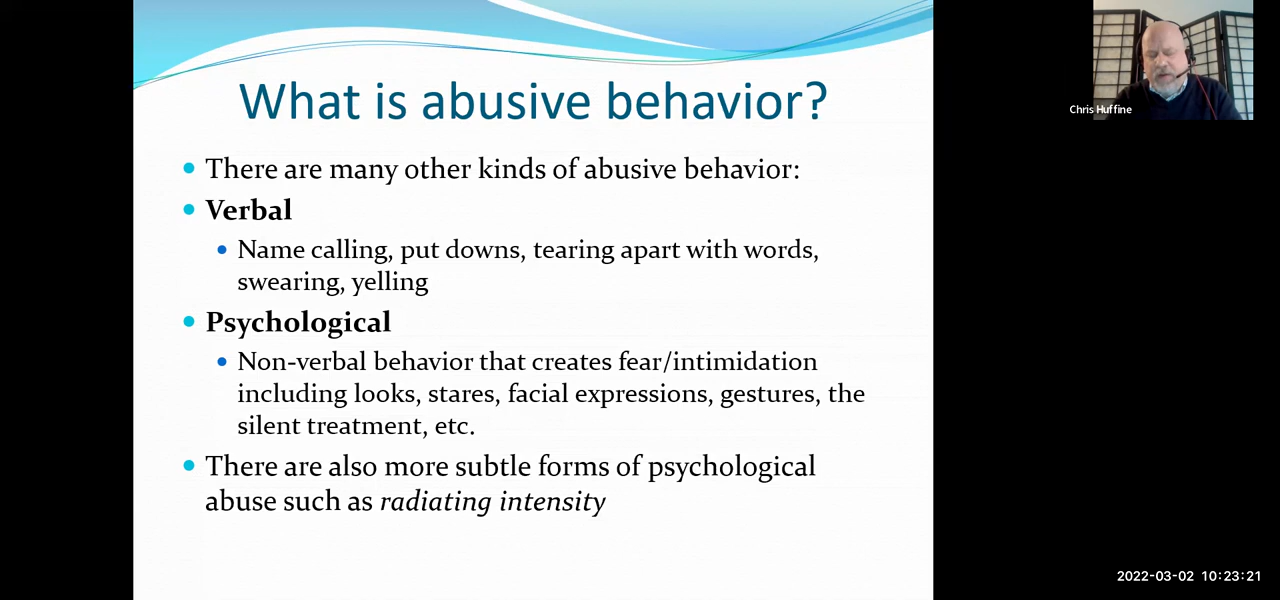 What is abusive behavior?
Chris Huffine
• There are many other kinds of abusive behavior:
• Verbal
• Name calling, put downs, tearing apart with words,
swearing, yelling
• Psychological
• Non-verbal behavior that creates fear/intimidation
including looks, stares, facial expressions, gestures, the
silent treatment, etc.
• There are also more subtle forms of psychological
abuse such as radiating intensity
2022-03-02 10:23:21